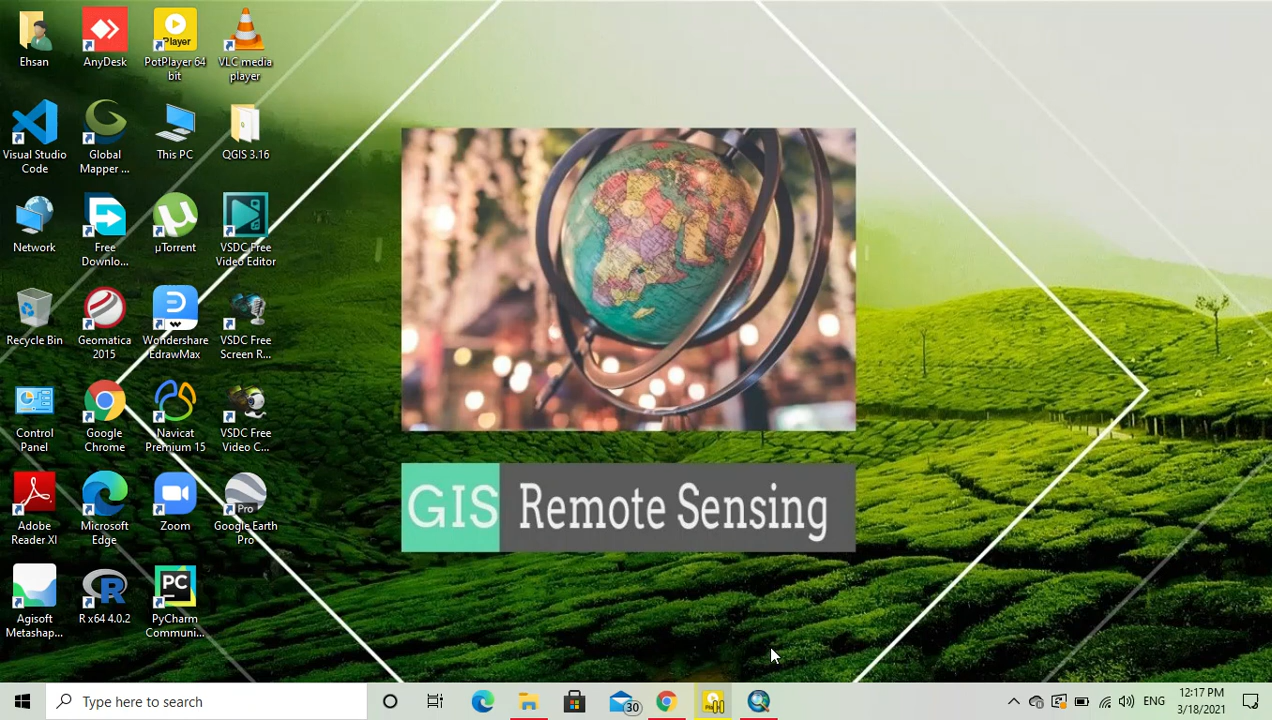 Ehsan
AnyDesk
PotPlayer 64
bit
VLC media
player
Visual Studio
Code
Global
Mapper ...
This PC
QGIS 3.16
Network
Free
Downlo...
µTorrent
VSDC Free
Video Editor
Recycle Bin
Geomatica
2015
Wondershare
EdrawMax
VSDC Free
Screen R...
Control
Panel
Google
Chrome
Navicat
Premium 15
VSDC Free
Video C...
Adobe
Reader XI
Microsoft
Edge
Zoom
Pro
Google Earth
Pro
Agisoft
Metashap...
R x64 4.0.2
PC
PyCharm
Communi...
Player
GIS Remote Sensing
Type here to search
30
ENG
12:17 PM
3/18/2021